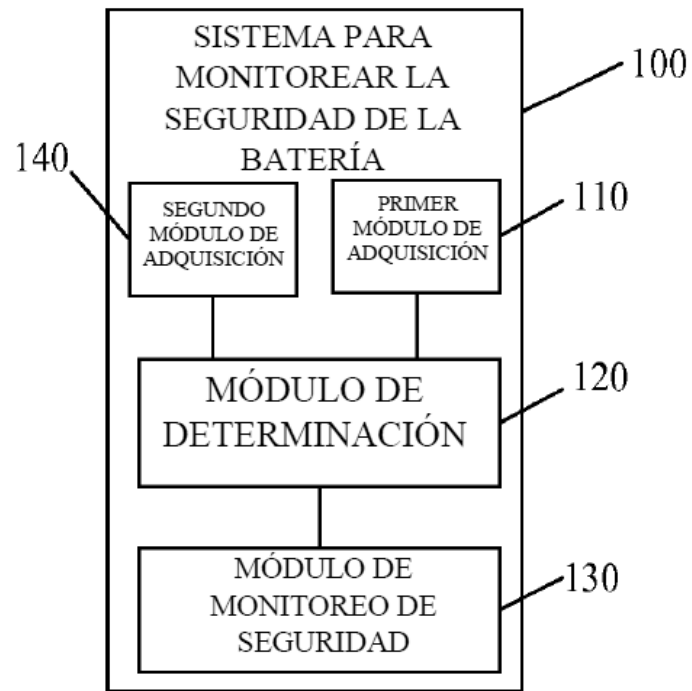 SISTEMA PARA
MONITOREAR LA
SEGURIDAD DE LA
BATERÍA
100
140
SEGUNDO
MÓDULO DE
ADQUISICIÓN
PRIMER
MÓDULO DE
ADQUISICIÓN
110
MÓDULO DE
DETERMINACIÓN
120
MÓDULO DE
MONITOREO DE
SEGURIDAD
130